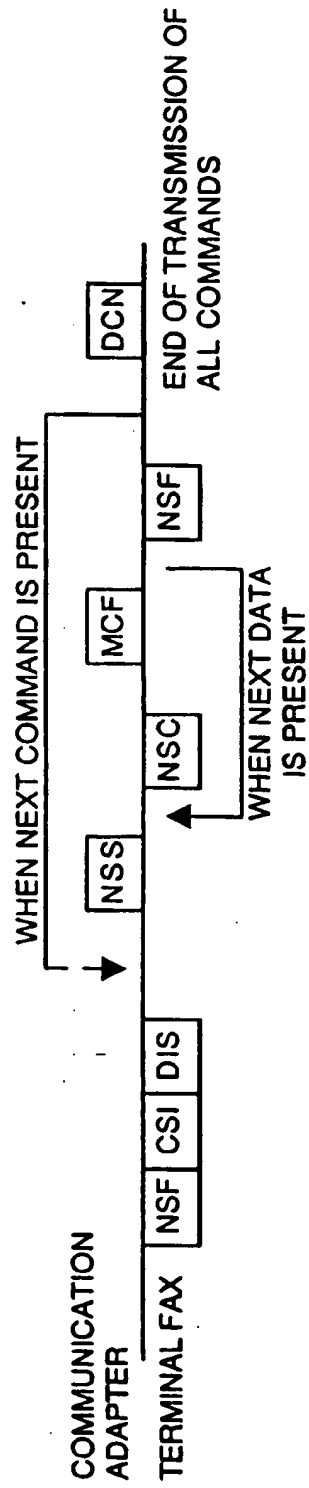 COMMUNICATION
ADAPTER
TERMINAL FAX
NSF CSI DIS
WHEN NEXT COMMAND IS PRESENT
NSS
NSC
MCF
NSF
WHEN NEXT DATA
IS PRESENT
DCN
END OF TRANSMISSION OF
ALL COMMANDS